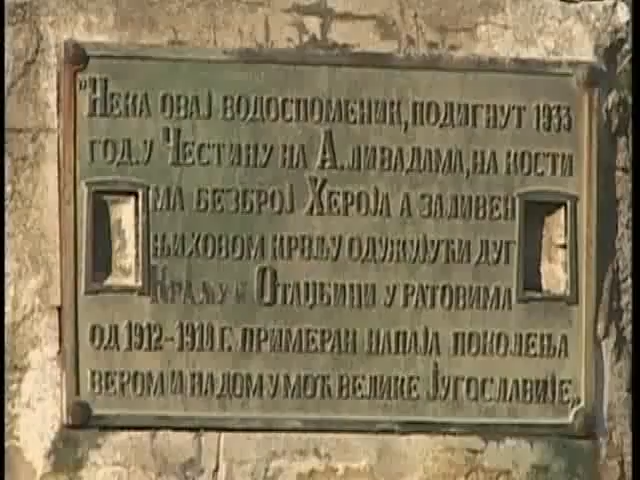 "Нека овај водоспоменик, подигнут 1933
год. у Честину на А. ливадама, на кости
ма безброј Хероја а заливен
њиховом крвљу одужујући дуг
Краљу и Отаџбини у ратовима
од 1912-1918 г. примеран напаја поколења
вером и надом у моћ велике Југославије"